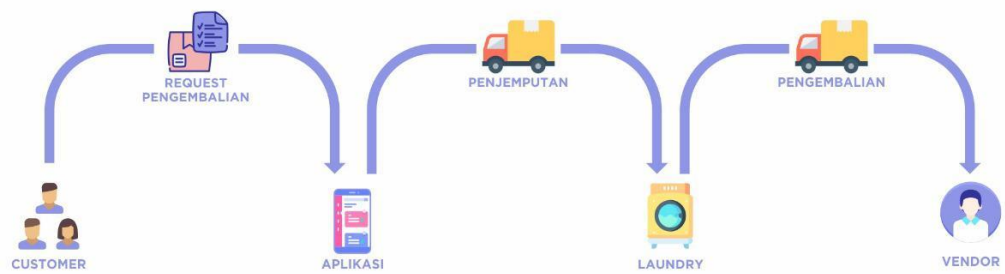 REQUEST
PENGEMBALIAN
PENJEMPUTAN
PENGEMBALIAN
CUSTOMER
APLIKASI
LAUNDRY
VENDOR